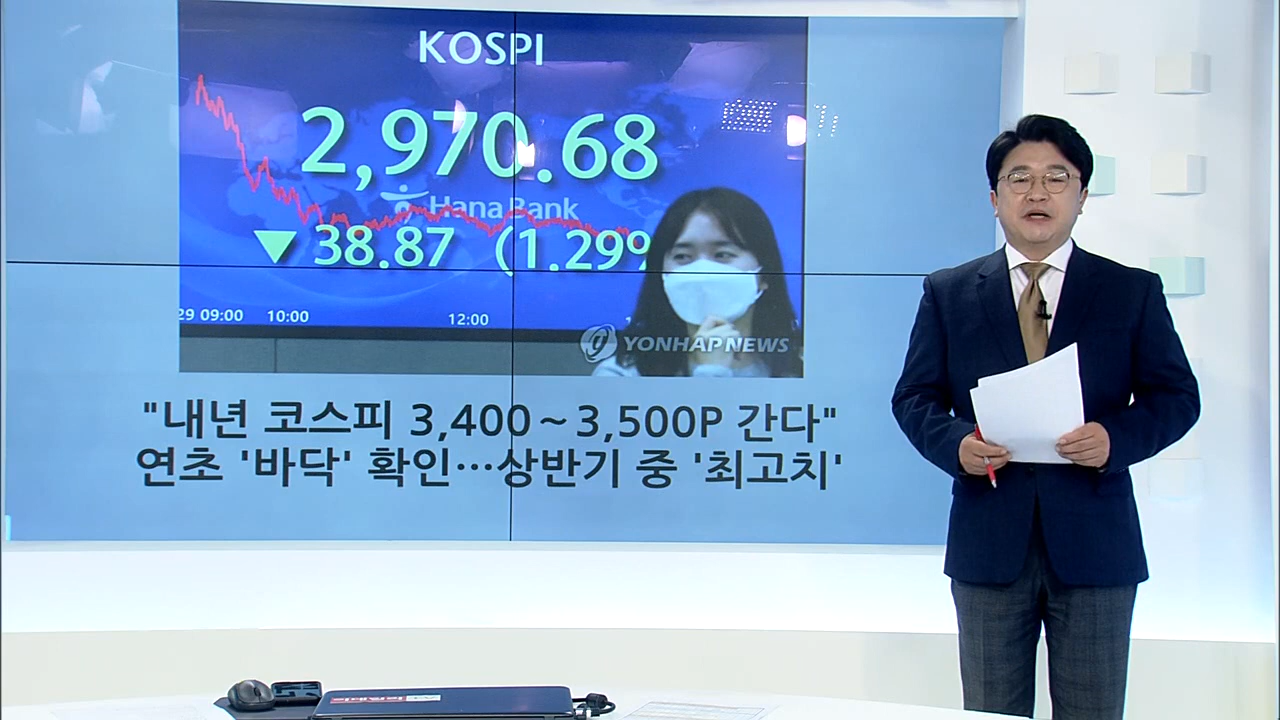 KOSPI
2,970.68
Hana Bank
▼ 38.87 (1.29%
29 09:00 10:00 12:00
YONHAPNEWS
"내년 코스피 3,400~3,500P 간다"
연초 '바닥' 확인…상반기 중 '최고치'